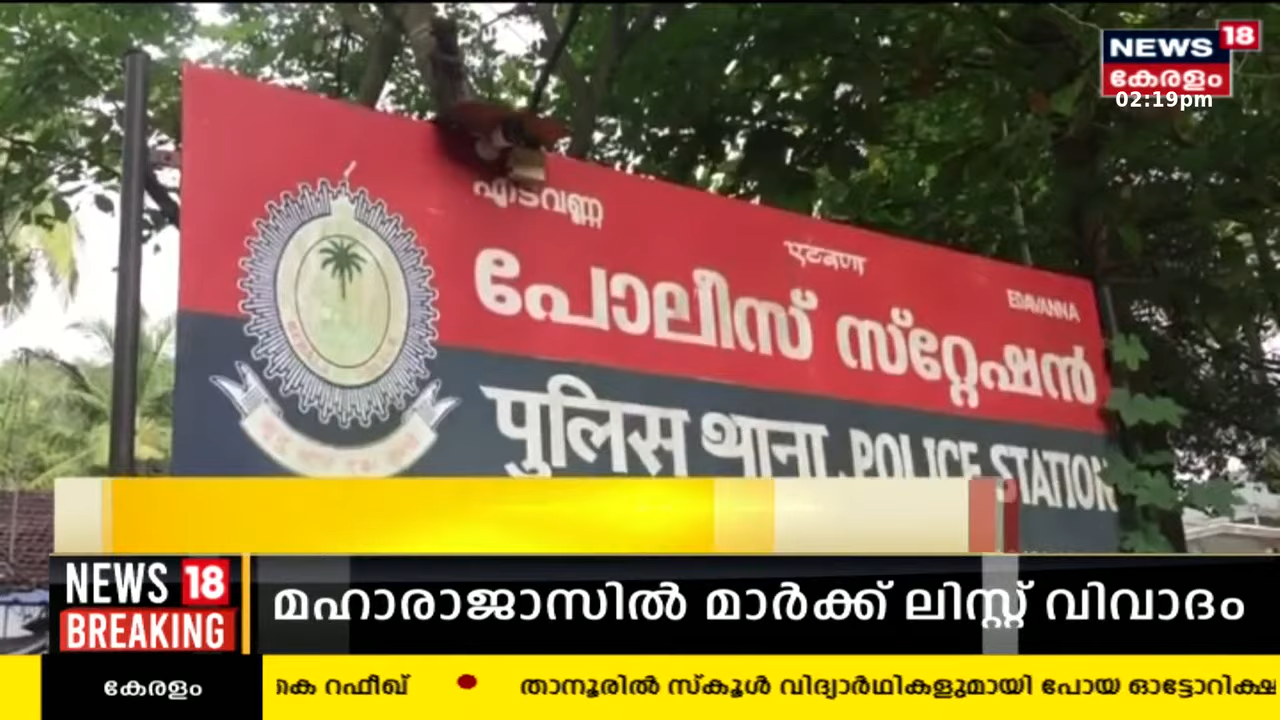 NEWS 18
കേരളം
02:19pm
എടവണ്ണ
EDAVANNA
പോലീസ് സ്റ്റേഷൻ
पुलिस थाना
POLICE STATION
NEWS 18
BREAKING
മഹാരാജാസിൽ മാർക്ക് ലിസ്റ്റ് വിവാദം
കേരളം
കെ റഫീഖ്
താനൂരിൽ സ്കൂൾ വിദ്യാർഥികളുമായി പോയ ഓട്ടോറിക്ഷ